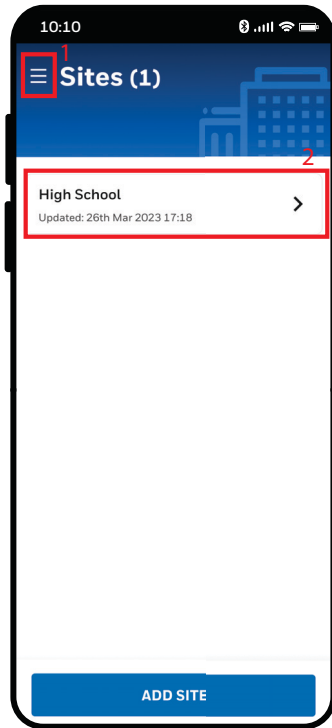 10:10
1
Sites (1)
2
High School
Updated: 26th Mar 2023 17:18
ADD SITE